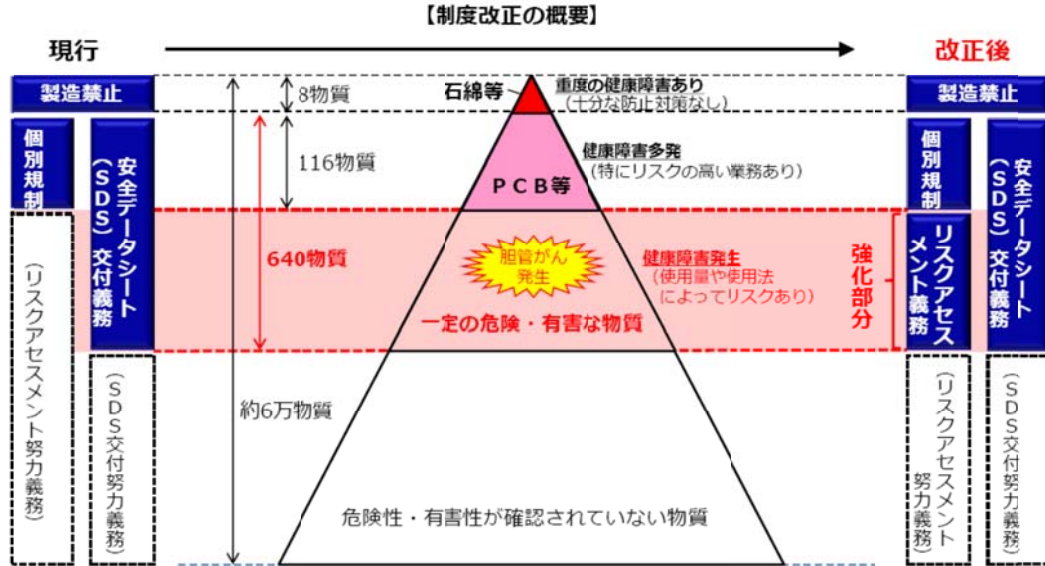 【制度改正の概要】
現行
改正後
製造禁止
個別規制
安全データシート
(SDS)交付義務
(リスクアセスメント努力義務)
(SDS交付努力義務)
8物質
116物質
640物質
約6万物質
石綿等
重度の健康障害あり
(十分な防止対策なし)
PCB等
健康障害多発
(特にリスクの高い業務あり)
胆管がん
発生
健康障害発生
(使用量や使用法
によってリスクあり)
一定の危険・有害な物質
危険性・有害性が確認されていない物質
強化部分
製造禁止
個別規制
リスクアセス
メント義務
(リスクアセスメント
努力義務)
安全データシート
(SDS)交付義務
(SDS交付努力義務)